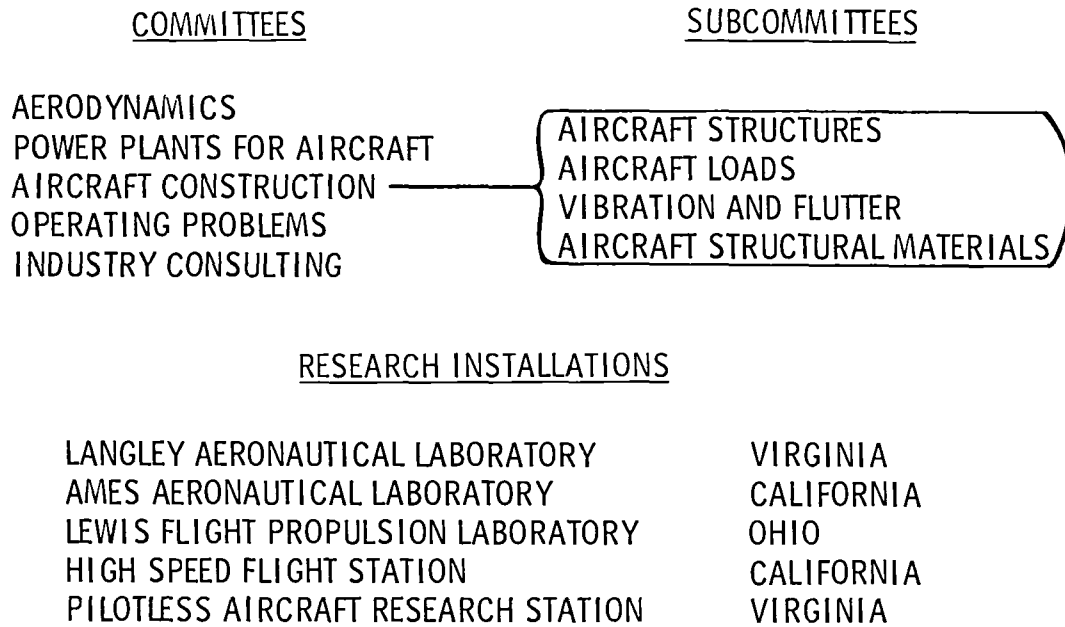 COMMITTEES
SUBCOMMITTEES
AERODYNAMICS
POWER PLANTS FOR AIRCRAFT
AIRCRAFT CONSTRUCTION
OPERATING PROBLEMS
INDUSTRY CONSULTING
AIRCRAFT STRUCTURES
AIRCRAFT LOADS
VIBRATION AND FLUTTER
AIRCRAFT STRUCTURAL MATERIALS
RESEARCH INSTALLATIONS
LANGLEY AERONAUTICAL LABORATORY VIRGINIA
AMES AERONAUTICAL LABORATORY CALIFORNIA
LEWIS FLIGHT PROPULSION LABORATORY OHIO
HIGH SPEED FLIGHT STATION CALIFORNIA
PILOTLESS AIRCRAFT RESEARCH STATION VIRGINIA